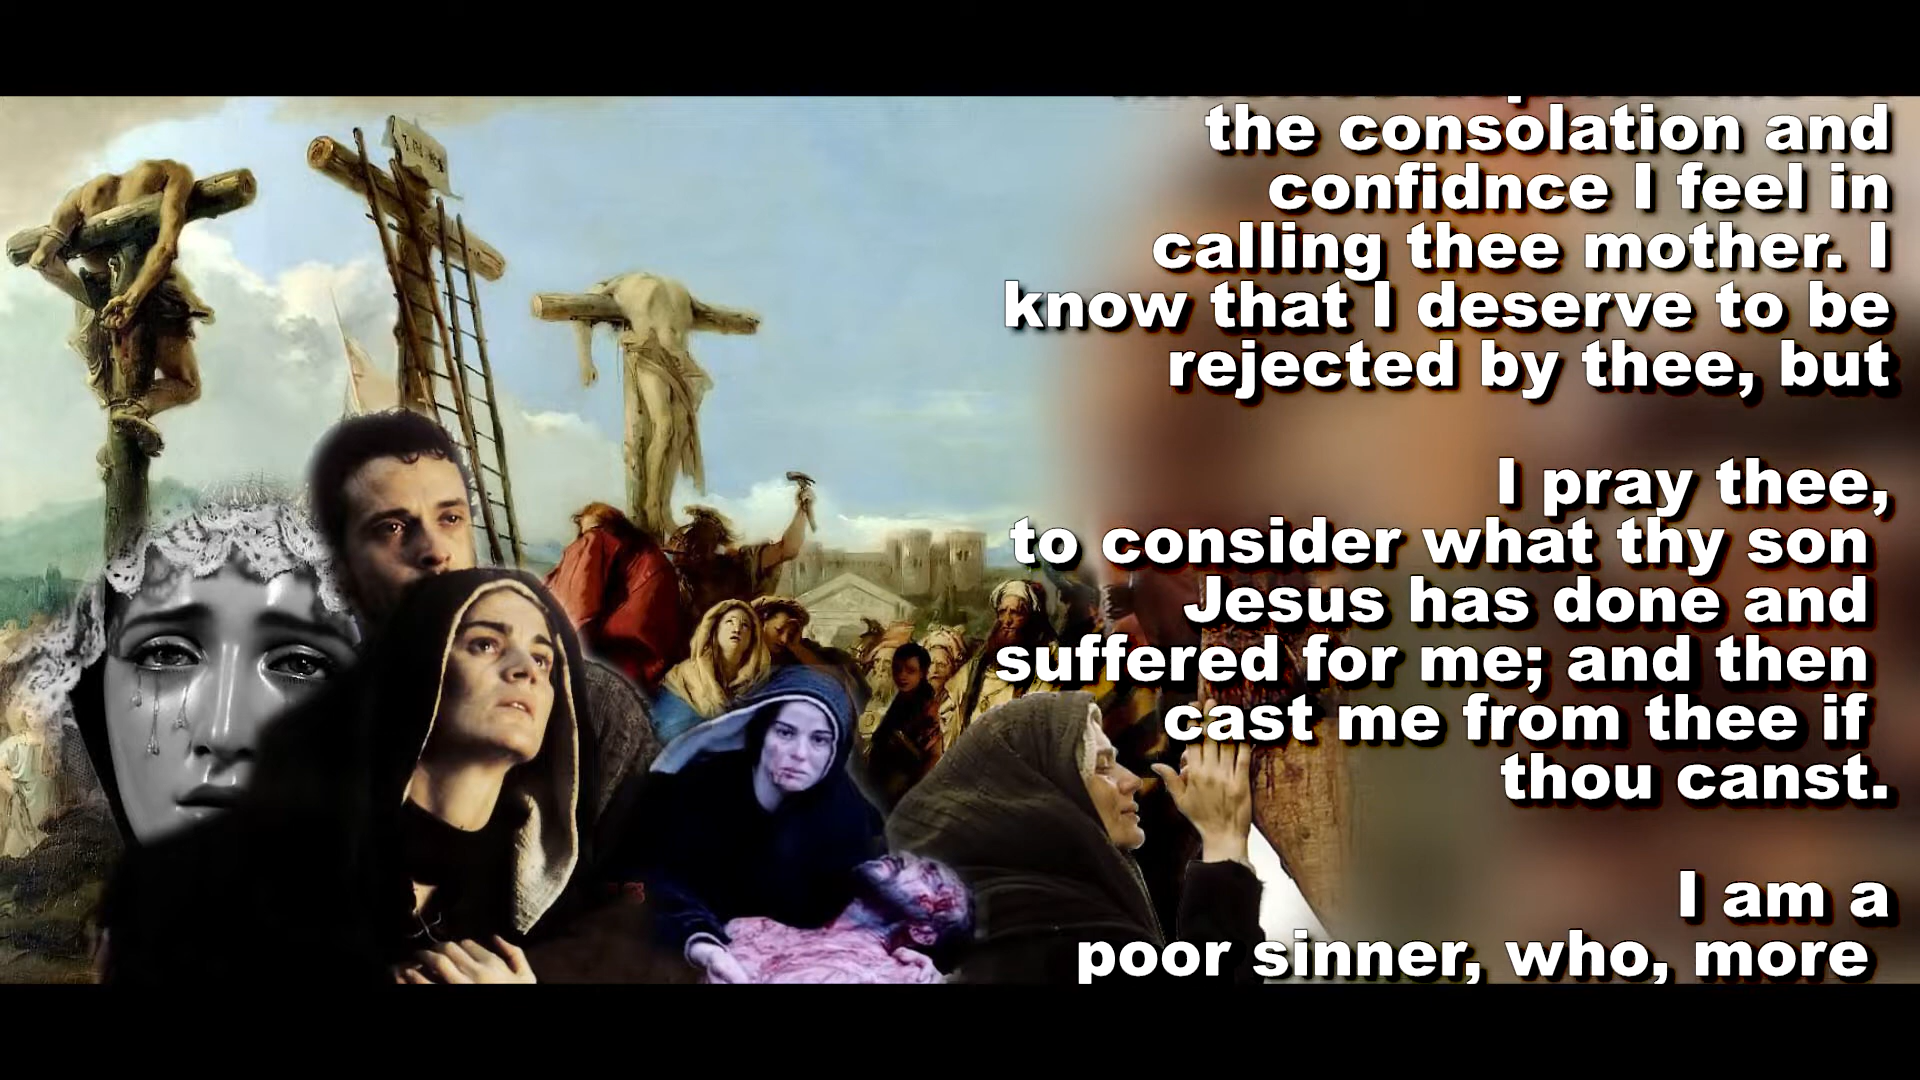 the consolation and
confidnce I feel in
calling thee mother. I
know that I deserve to be
rejected by thee, but
I pray thee,
to consider what thy son
Jesus has done and
suffered for me; and then
cast me from thee if
thou canst.
I am a
poor sinner, who, more